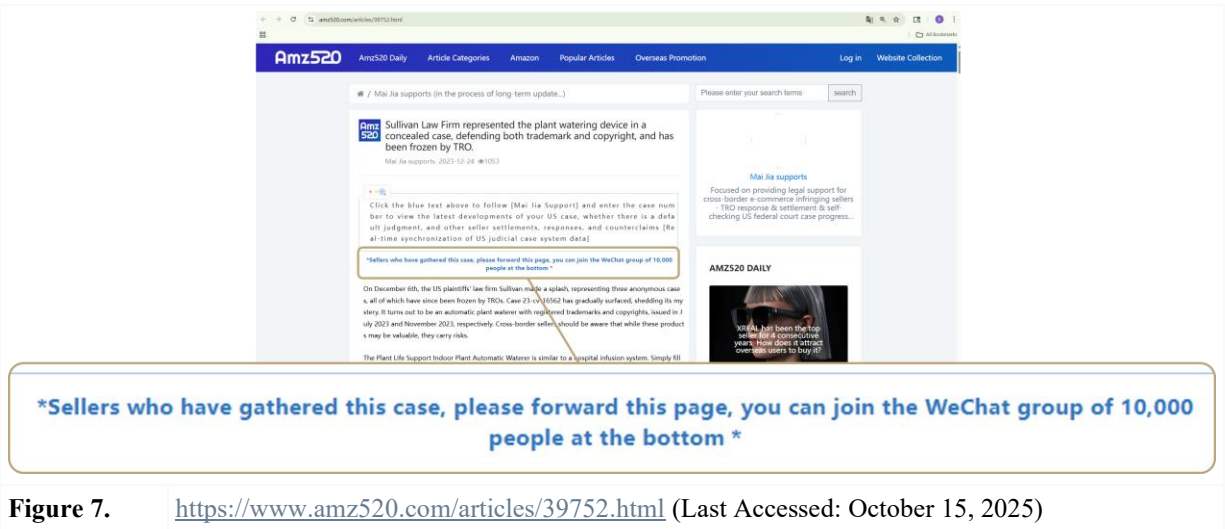 amz520.com/articles/39752.html
All Bookmarks
Amz520 Amz520 Daily Article Categories Amazon Popular Articles Overseas Promotion Log in Website Collection
/ Mai Jia supports (in the process of long-term update...)
Please enter your search terms search
Amz
520
Sullivan Law Firm represented the plant watering device in a
concealed case, defending both trademark and copyright, and has
been frozen by TRO.
Mai Jia supports 2023-12-24 1053
Click the blue text above to follow [Mai Jia Support] and enter the case num
ber to view the latest developments of your US case, whether there is a defa
ult judgment, and other seller settlements, responses, and counterclaims [Re
al-time synchronization of US judicial case system data]
*Sellers who have gathered this case, please forward this page, you can join the WeChat group of 10,000
people at the bottom *
On December 6th, the US plaintiffs' law firm Sullivan made a splash, representing three anonymous case
s, all of which have since been frozen by TROs. Case 23-cv-16562 has gradually surfaced, shedding its my
stery. It turns out to be an automatic plant waterer with registered trademarks and copyrights, issued in J
uly 2023 and November 2023, respectively. Cross-border sellers should be aware that while these product
s may be valuable, they carry risks.
The Plant Life Support Indoor Plant Automatic Waterer is similar to a hospital infusion system. Simply fill
Mai Jia supports
Focused on providing legal support for
cross-border e-commerce infringing sellers
- TRO response & settlement & self-
checking US federal court case progress...
AMZ520 DAILY
XREAL has been the top
seller for 4 consecutive
years. How does it attract
overseas users to buy it?
*Sellers who have gathered this case, please forward this page, you can join the WeChat group of 10,000
people at the bottom *
Figure 7. https://www.amz520.com/articles/39752.html (Last Accessed: October 15, 2025)